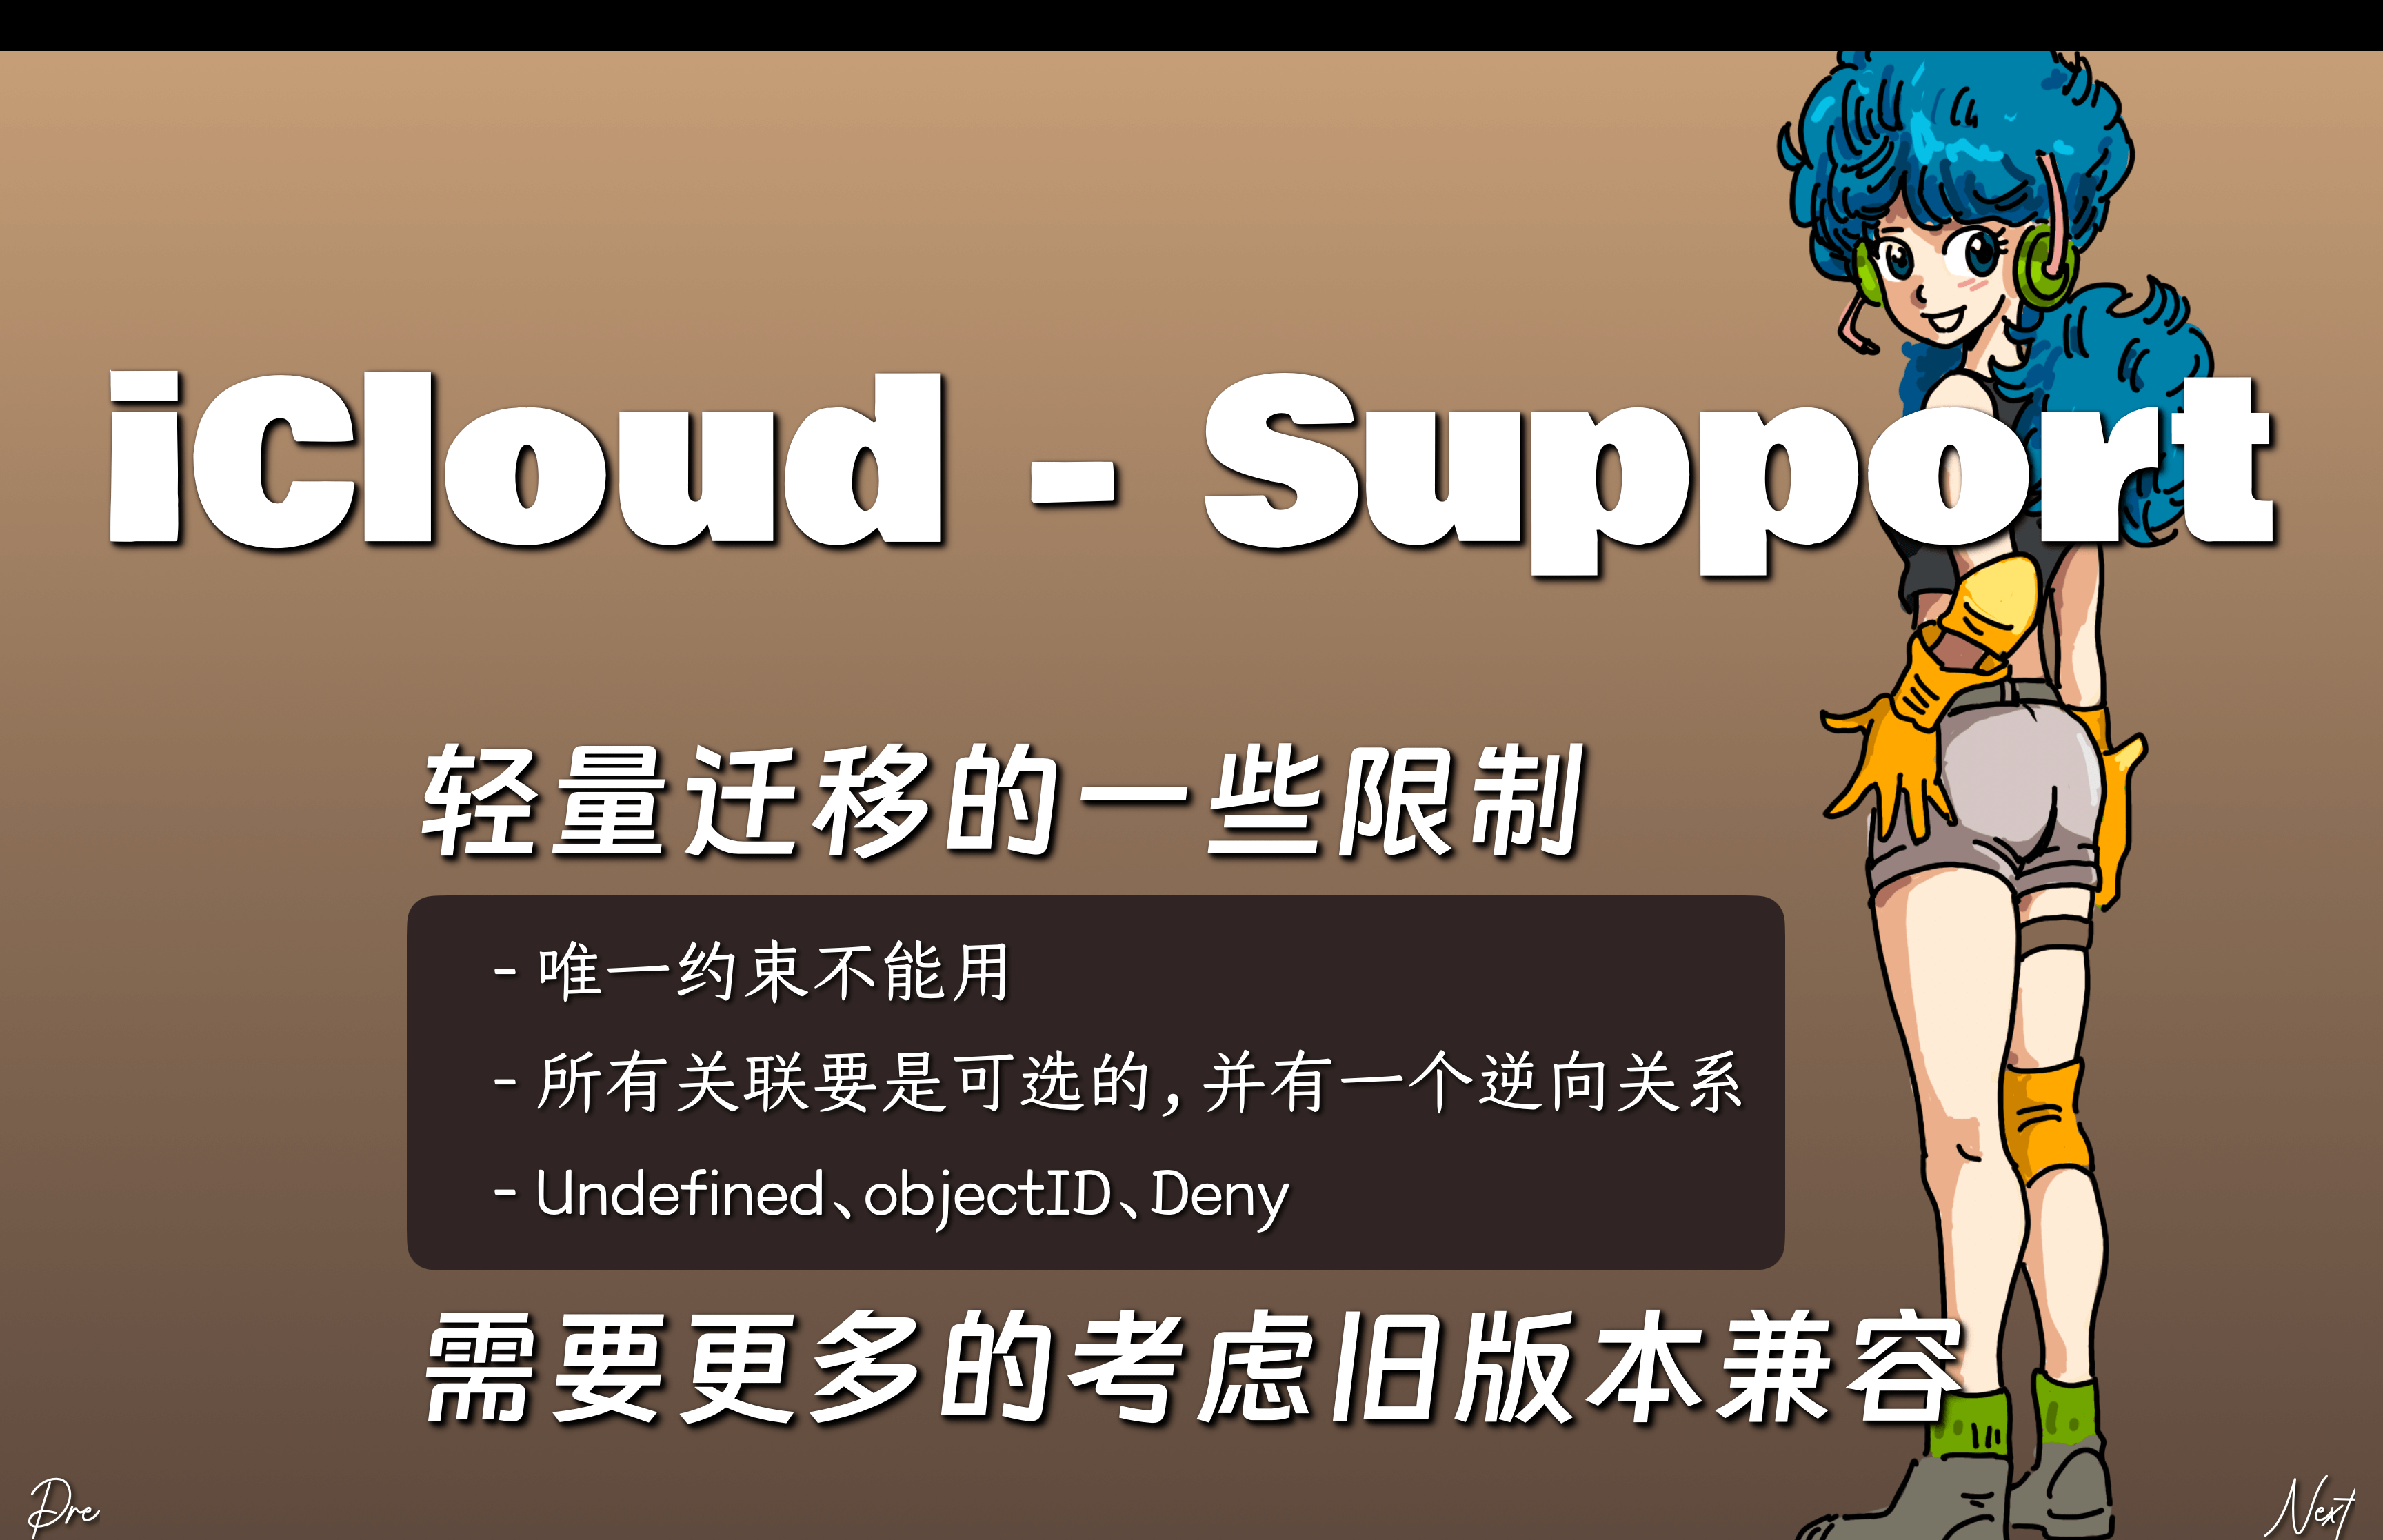 iCloud - Support
轻量迁移的一些限制
- 唯一约束不能用
- 所有关联要是可选的，并有一个逆向关系
- Undefined、objectID、Deny
需要更多的考虑旧版本兼容
Pre
Next